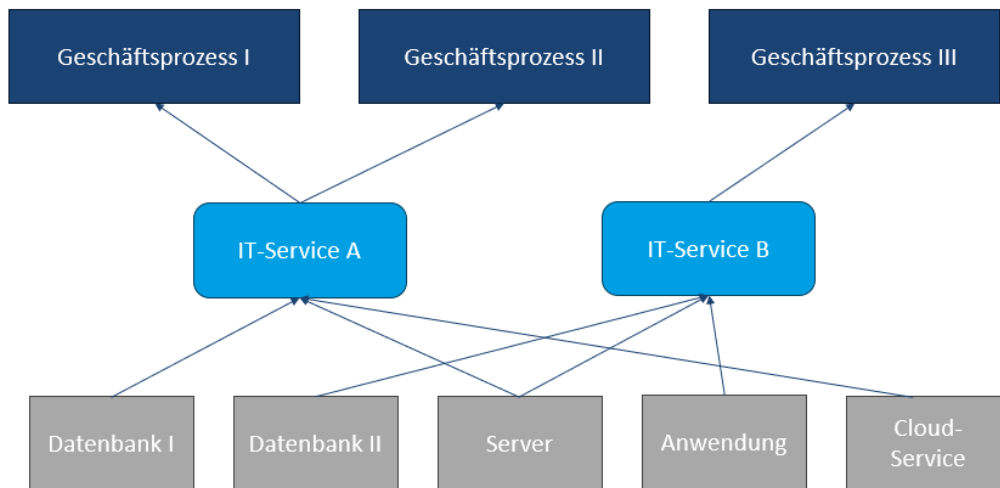 Geschäftsprozess I
Geschäftsprozess II
Geschäftsprozess III
IT-Service A
IT-Service B
Datenbank I
Datenbank II
Server
Anwendung
Cloud-
Service